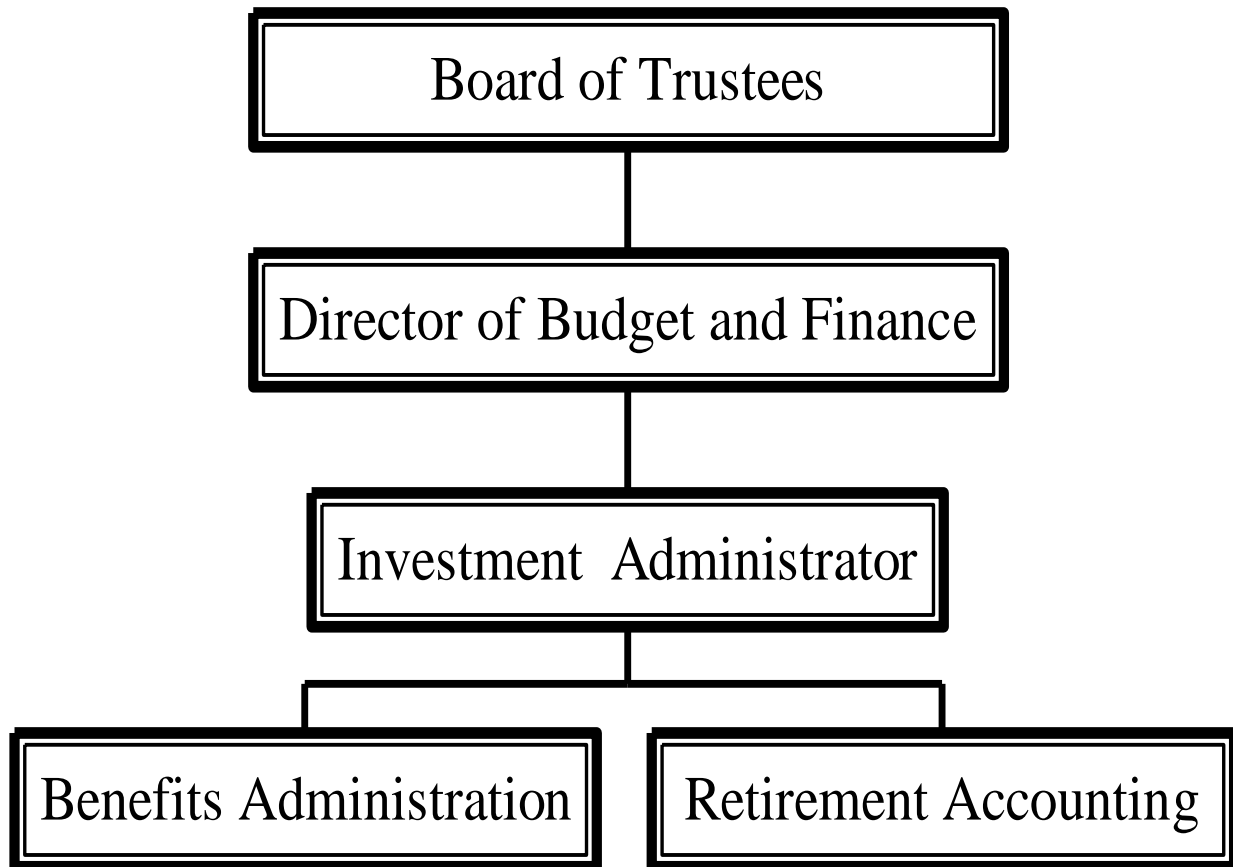 Board of Trustees
Director of Budget and Finance
Investment Administrator
Benefits Administration
Retirement Accounting